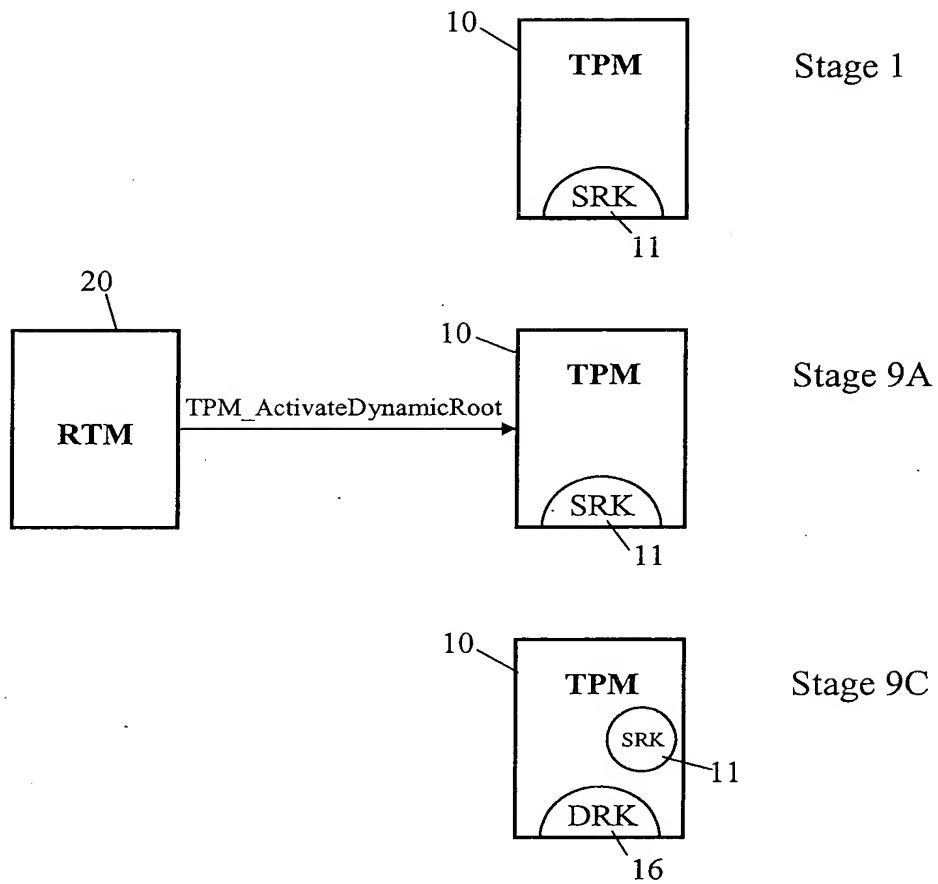 10
TPM
Stage 1
SRK
11
20
RTM
TPM_ActivateDynamicRoot
10
TPM
Stage 9A
SRK
11
10
TPM
Stage 9C
SRK
11
DRK
16